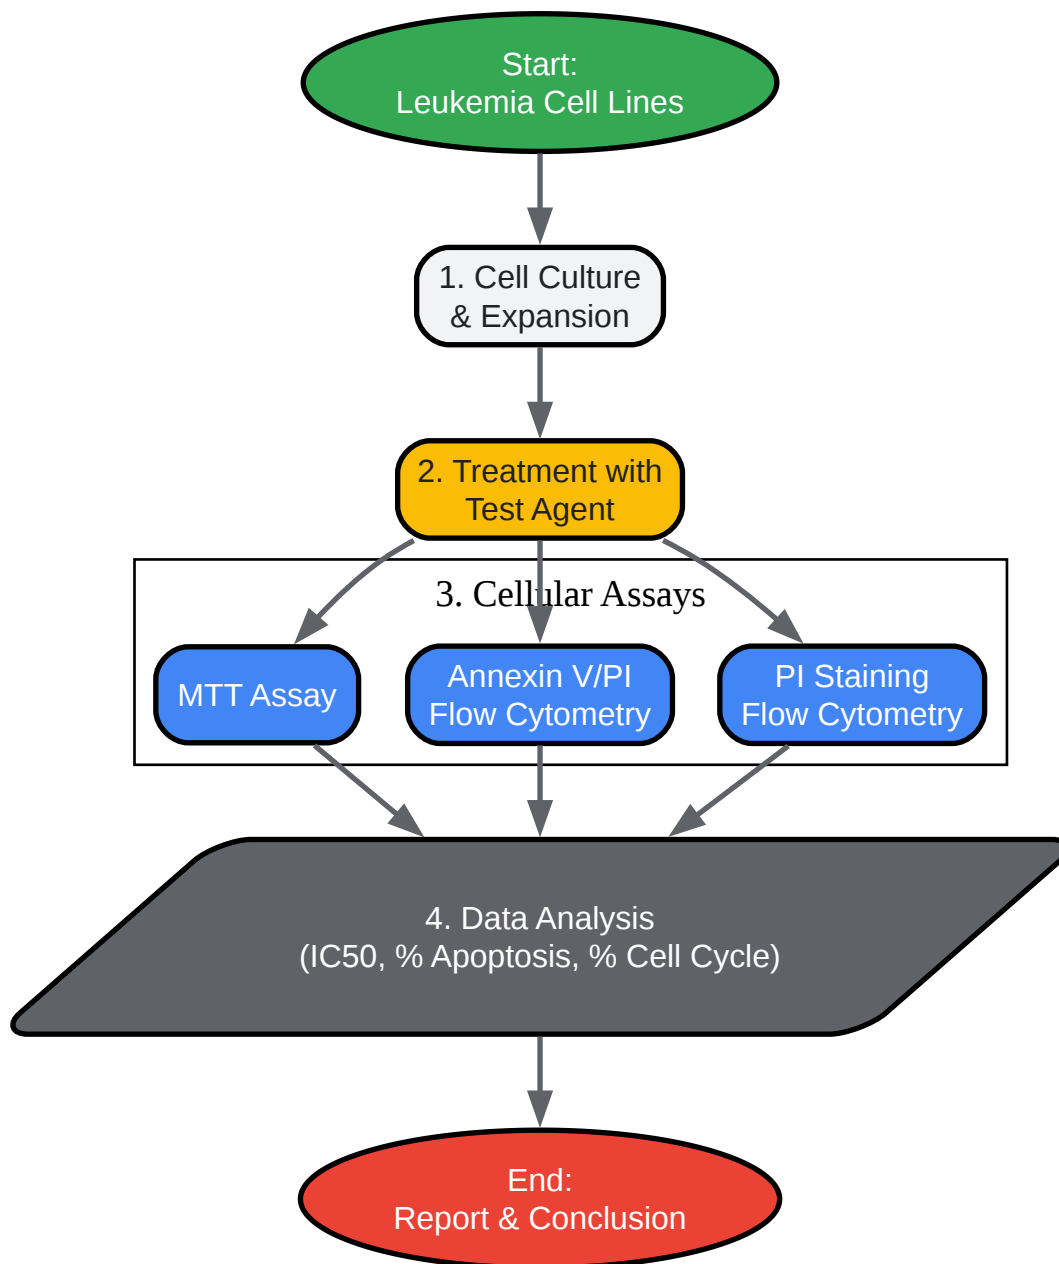 Start:
Leukemia Cell Lines
1. Cell Culture
& Expansion
2. Treatment with
Test Agent
3. Cellular Assays
MTT Assay
Annexin V/PI
Flow Cytometry
PI Staining
Flow Cytometry
4. Data Analysis
(IC50, % Apoptosis, % Cell Cycle)
End:
Report & Conclusion